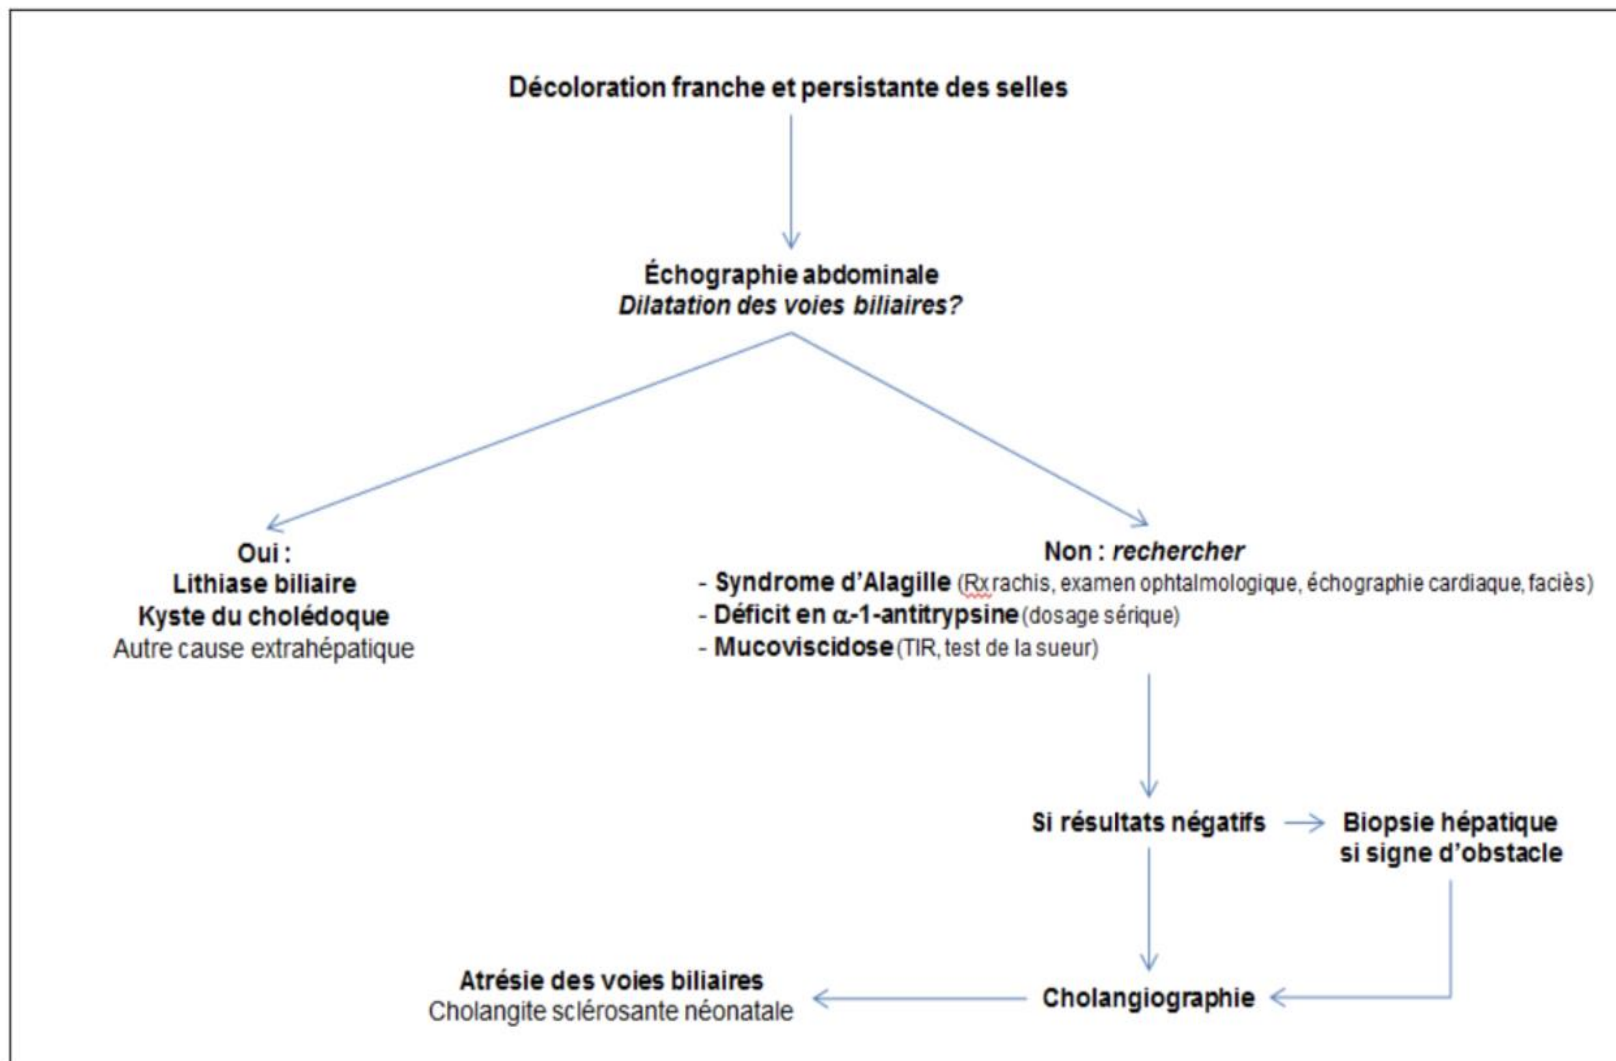 Décoloration franche et persistante des selles
Échographie abdominale
Dilatation des voies biliaires?
Oui :
Lithiase biliaire
Kyste du cholédoque
Autre cause extrahépatique
Non : rechercher
- Syndrome d'Alagille (Rx rachis, examen ophtalmologique, échographie cardiaque, faciès)
- Déficit en α-1-antitrypsine (dosage sérique)
- Mucoviscidose (TIR, test de la sueur)
Si résultats négatifs
Biopsie hépatique
si signe d'obstacle
Cholangiographie
Atrésie des voies biliaires
Cholangite sclérosante néonatale